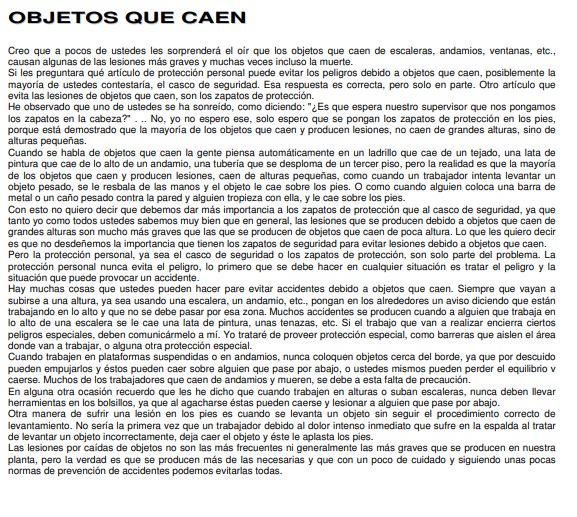 OBJETOS QUE CAEN
Creo que a pocos de ustedes les sorprenderá el oír que los objetos que caen de escaleras, andamios, ventanas, etc.,
causan algunas de las lesiones más graves y muchas veces incluso la muerte.
Si les preguntara qué artículo de protección personal puede evitar los peligros debido a objetos que caen, posiblemente la
mayoría de ustedes contestaría, el casco de seguridad. Esa respuesta es correcta, pero solo en parte. Otro artículo que
evita las lesiones de objetos que caen, son los zapatos de protección.
He observado que uno de ustedes se ha sonreído, como diciendo: "¿Es que espera nuestro supervisor que nos pongamos
los zapatos en la cabeza?" . .. No, yo no espero ese, solo espero que se pongan los zapatos de protección en los pies,
porque está demostrado que la mayoría de los objetos que caen y producen lesiones, no caen de grandes alturas, sino de
alturas pequeñas.
Cuando se habla de objetos que caen la gente piensa automáticamente en un ladrillo que cae de un tejado, una lata de
pintura que cae de lo alto de un andamio, una tubería que se desploma de un tercer piso, pero la realidad es que la mayoría
de los objetos que caen y producen lesiones, caen de alturas pequeñas, como cuando un trabajador intenta levantar un
objeto pesado, se le resbala de las manos y el objeto le cae sobre los pies. O como cuando alguien coloca una barra de
metal o un caño pesado contra la pared y alguien tropieza con ella, y le cae sobre los pies.
Con esto no quiero decir que debemos dar más importancia a los zapatos de protección que al casco de seguridad, ya que
tanto yo como todos ustedes sabemos muy bien que en general, las lesiones que se producen debido a objetos que caen de
grandes alturas son mucho más graves que las que se producen de objetos que caen de poca altura. Lo que les quiero decir
es que no desdeñemos la importancia que tienen los zapatos de seguridad para evitar lesiones debido a objetos que caen.
Pero la protección personal, ya sea el casco de seguridad o los zapatos de protección, son solo parte del problema. La
protección personal nunca evita el peligro, lo primero que se debe hacer en cualquier situación es tratar el peligro y la
situación que puede provocar un accidente.
Hay muchas cosas que ustedes pueden hacer pare evitar accidentes debido a objetos que caen. Siempre que vayan a
subirse a una altura, ya sea usando una escalera, un andamio, etc., pongan en los alrededores un aviso diciendo que están
trabajando en lo alto y que no se debe pasar por esa zona. Muchos accidentes se producen cuando a alguien que trabaja en
lo alto de una escalera se le cae una lata de pintura, unas tenazas, etc. Si el trabajo que van a realizar encierra ciertos
peligros especiales, deben comunicármelo a mí. Yo trataré de proveer protección especial, como barreras que aislen el área
donde van a trabajar, o alguna otra protección especial.
Cuando trabajen en plataformas suspendidas o en andamios, nunca coloquen objetos cerca del borde, ya que por descuido
pueden empujarlos y éstos pueden caer sobre alguien que pase por abajo, o ustedes mismos pueden perder el equilibrio v
caerse. Muchos de los trabajadores que caen de andamios y mueren, se debe a esta falta de precaución.
En alguna otra ocasión recuerdo que les he dicho que cuando trabajen en alturas o suban escaleras, nunca deben llevar
herramientas en los bolsillos, ya que al agacharse éstas pueden caerse y lesionar a alguien que pase por abajo.
Otra manera de sufrir una lesión en los pies es cuando se levanta un objeto sin seguir el procedimiento correcto de
levantamiento. No sería la primera vez que un trabajador debido al dolor intenso inmediato que sufre en la espalda al tratar
de levantar un objeto incorrectamente, deja caer el objeto y éste le aplasta los pies.
Las lesiones por caídas de objetos no son las más frecuentes ni generalmente las más graves que se producen en nuestra
planta, pero la verdad es que se producen más de las necesarias y que con un poco de cuidado y siguiendo unas pocas
normas de prevención de accidentes podemos evitarlas todas.